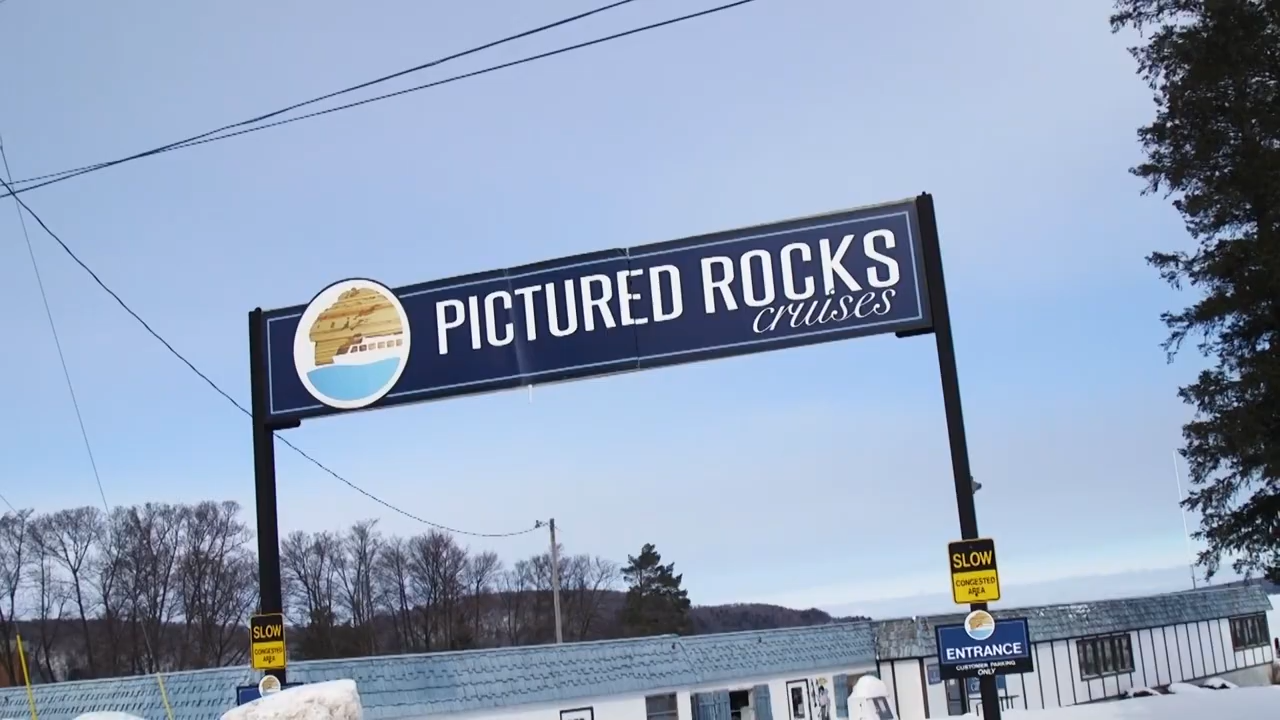 PICTURED ROCKS
cruises
SLOW
CONGESTED
AREA
SLOW
CONGESTED
AREA
ENTRANCE
CUSTOMER PARKING
ONLY